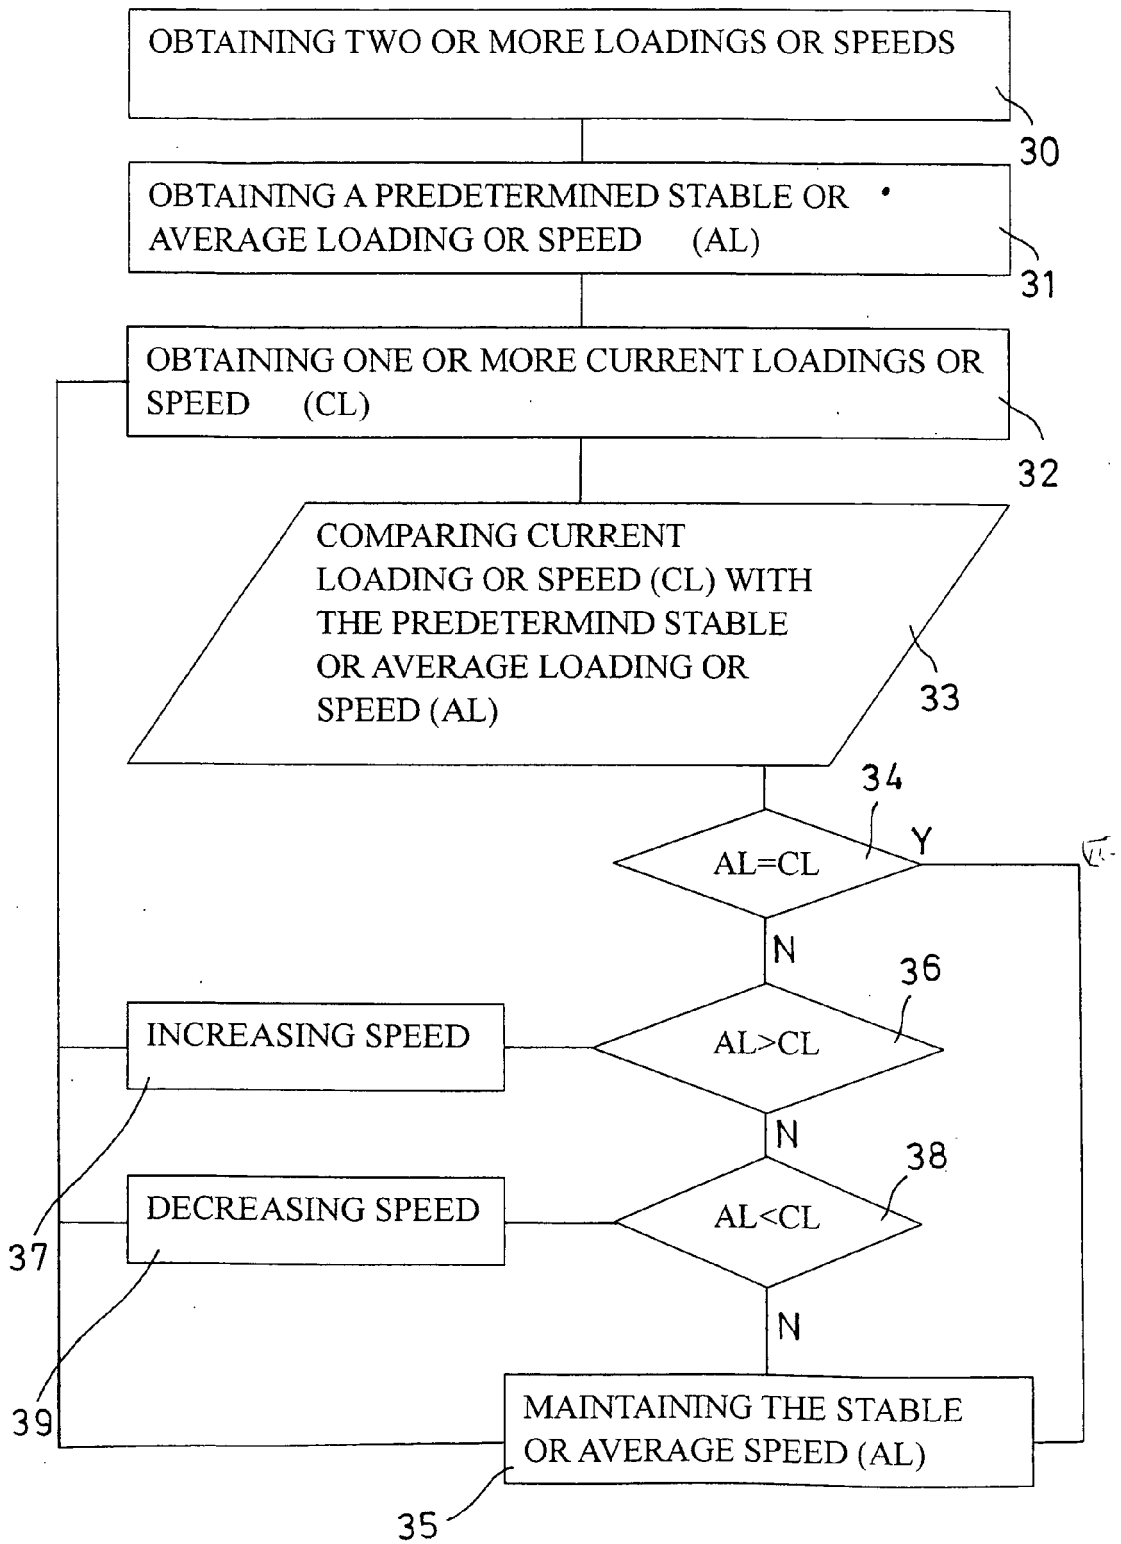 OBTAINING TWO OR MORE LOADINGS OR SPEEDS
30
OBTAINING A PREDETERMINED STABLE OR
AVERAGE LOADING OR SPEED (AL)
31
OBTAINING ONE OR MORE CURRENT LOADINGS OR
SPEED (CL)
32
COMPARING CURRENT
LOADING OR SPEED (CL) WITH
THE PREDETERMIND STABLE
OR AVERAGE LOADING OR
SPEED (AL)
33
34
AL=CL
Y
N
36
INCREASING SPEED
AL>CL
N
38
DECREASING SPEED
AL<CL
37
N
39
MAINTAINING THE STABLE
OR AVERAGE SPEED (AL)
35